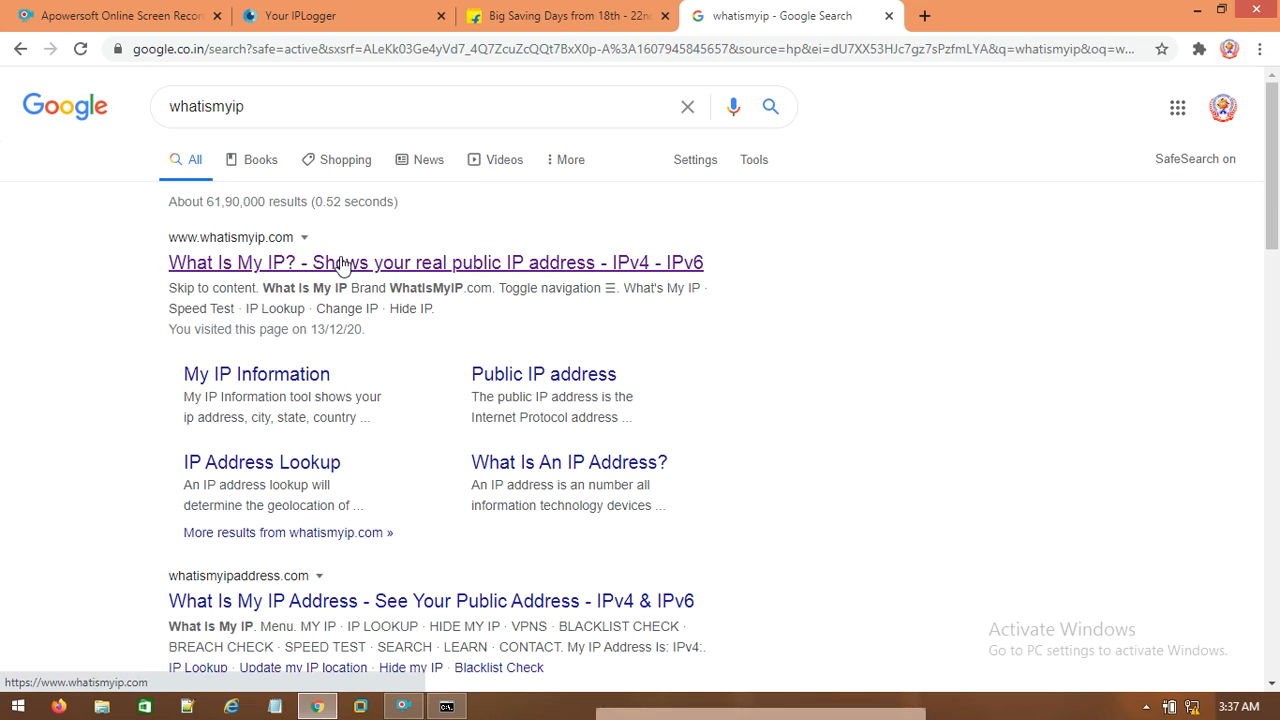 Apowersoft Online Screen Recor
Your IPLogger
Big Saving Days from 18th - 22n
whatismyip - Google Search
google.co.in/search?safe=active&sxsrf=ALeKk03Ge4yVd7_4Q7ZcuZcQQt7BxX0p-A%3A1607945845657&source=hp&ei=dU7XX53HJc7gz7sPzfmLYA&q=whatismyip&oq=w...
Google
whatismyip
All
Books
Shopping
News
Videos
More
Settings
Tools
SafeSearch on
About 61,90,000 results (0.52 seconds)
www.whatismyip.com
What Is My IP? - Shows your real public IP address - IPv4 - IPv6
Skip to content. What Is My IP Brand WhatIsMyIP.com. Toggle navigation ☰. What's My IP ·
Speed Test · IP Lookup · Change IP · Hide IP.
You visited this page on 13/12/20.
My IP Information
My IP Information tool shows your
ip address, city, state, country ...
Public IP address
The public IP address is the
Internet Protocol address ...
IP Address Lookup
An IP address lookup will
determine the geolocation of ...
What Is An IP Address?
An IP address is an number all
information technology devices ...
More results from whatismyip.com »
whatismyipaddress.com
What Is My IP Address - See Your Public Address - IPv4 & IPv6
What Is My IP. Menu. MY IP · IP LOOKUP · HIDE MY IP · VPNS · BLACKLIST CHECK ·
BREACH CHECK · SPEED TEST · SEARCH · LEARN · CONTACT. My IP Address Is: IPv4:.
IP Lookup · Update my IP location · Hide my IP · Blacklist Check
Activate Windows
Go to PC settings to activate Windows.
https://www.whatismyip.com
3:37 AM